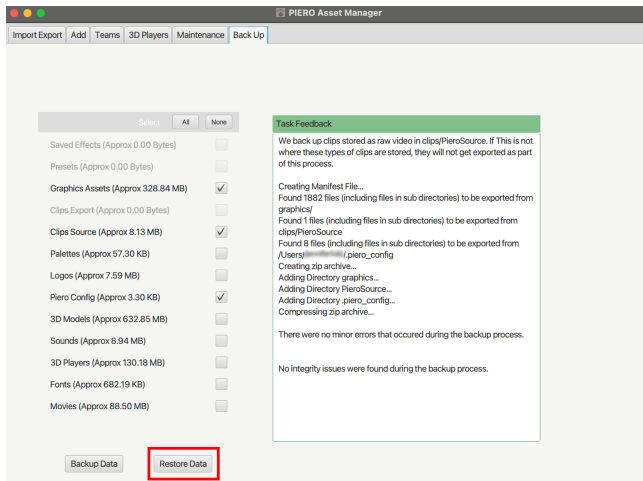 PIERO Asset Manager
Import Export Add Teams 3D Players Maintenance Back Up
Select All None
Saved Effects (Approx 0.00 Bytes)
Presets (Approx 0.00 Bytes)
Graphics Assets (Approx 328.84 MB)
Clips Export (Approx 0.00 Bytes)
Clips Source (Approx 8.13 MB)
Palettes (Approx 57.30 KB)
Logos (Approx 7.59 MB)
Piero Config (Approx 3.30 KB)
3D Models (Approx 632.85 MB)
Sounds (Approx 8.94 MB)
3D Players (Approx 130.18 MB)
Fonts (Approx 682.19 KB)
Movies (Approx 88.50 MB)
Backup Data Restore Data
Task Feedback
We back up clips stored as raw video in clips/PieroSource. If This is not
where these types of clips are stored, they will not get exported as part
of this process.
Creating Manifest File...
Found 1882 files (including files in sub directories) to be exported from
graphics/
Found 1 files (including files in sub directories) to be exported from
clips/PieroSource
Found 8 files (including files in sub directories) to be exported from
/Users/ /.piero_config
Creating zip archive...
Adding Directory graphics...
Adding Directory PieroSource...
Adding Directory .piero_config...
Compressing zip archive...
There were no minor errors that occured during the backup process.
No integrity issues were found during the backup process.